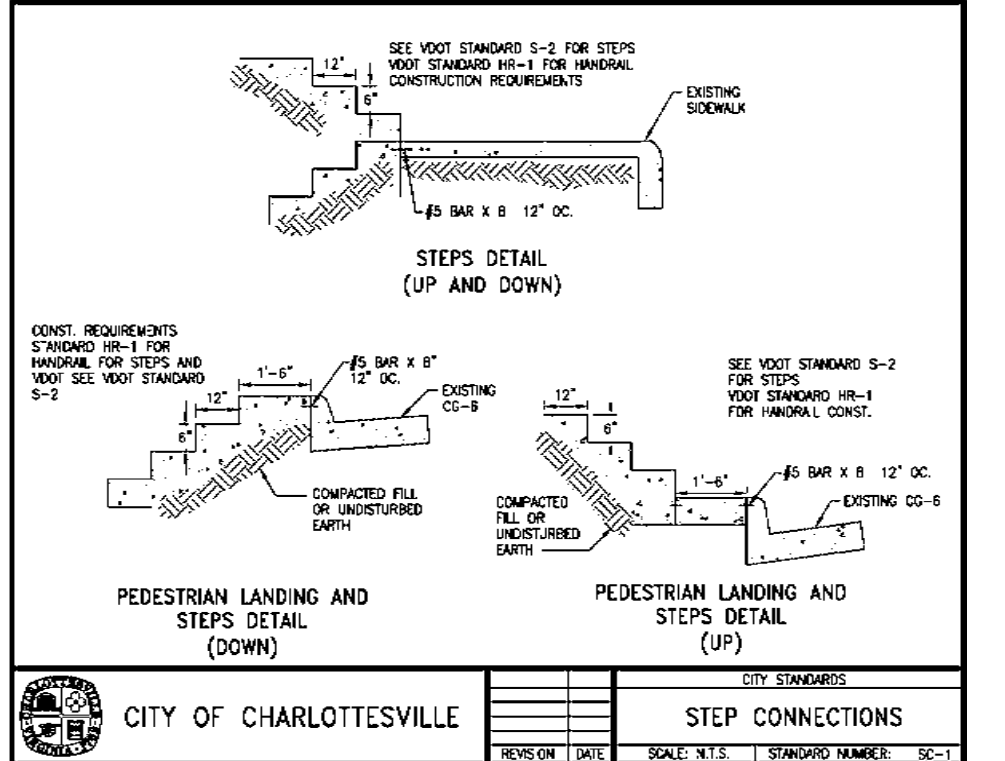 SEE VDOT STANDARD S-2 FOR STEPS
VDOT STANDARD HR-1 FOR HANDRAIL
CONSTRUCTION REQUIREMENTS
12"
6"
EXISTING
SIDEWALK
#5 BAR X 8 12" OC.
STEPS DETAIL
(UP AND DOWN)
CONST. REQUIREMENTS
STANDARD HR-1 FOR
HANDRAIL FOR STEPS AND
VDOT SEE VDOT STANDARD
S-2
1'-6"
12"
6"
#5 BAR X 8"
12" OC.
EXISTING
CG-6
COMPACTED FILL
OR UNDISTURBED
EARTH
PEDESTRIAN LANDING AND
STEPS DETAIL
(DOWN)
SEE VDOT STANDARD S-2
FOR STEPS
VDOT STANDARD HR-1
FOR HANDRAIL CONST.
12"
6"
1'-6"
#5 BAR X 8 12" OC.
EXISTING CG-6
COMPACTED
FILL OR
UNDISTURBED
EARTH
PEDESTRIAN LANDING AND
STEPS DETAIL
(UP)
CHARLOTTESVILLE
VIRGINIA
CITY OF CHARLOTTESVILLE
REVISION DATE
CITY STANDARDS
STEP CONNECTIONS
SCALE: N.T.S. STANDARD NUMBER: SC-1